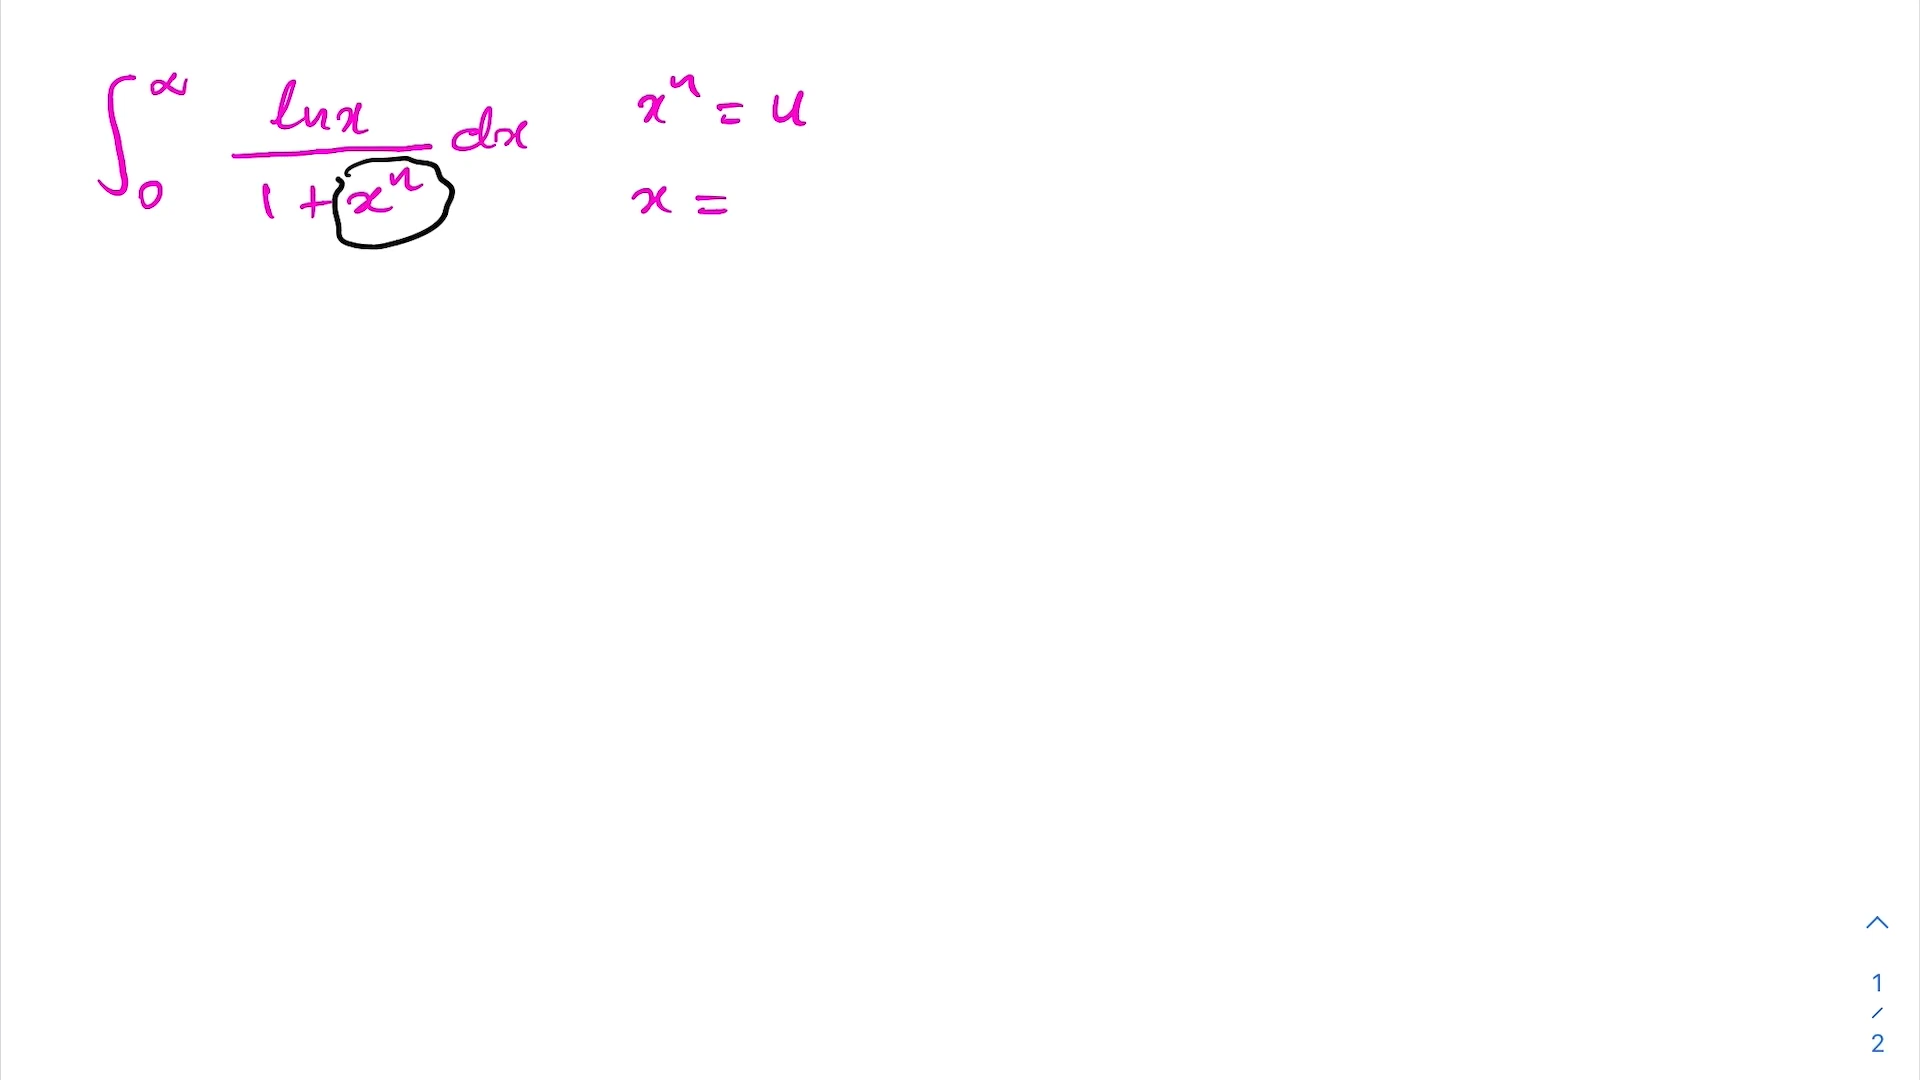 ∫₀^∞ ln x / (1 + xⁿ) dx
xⁿ = u
x =
1 / 2